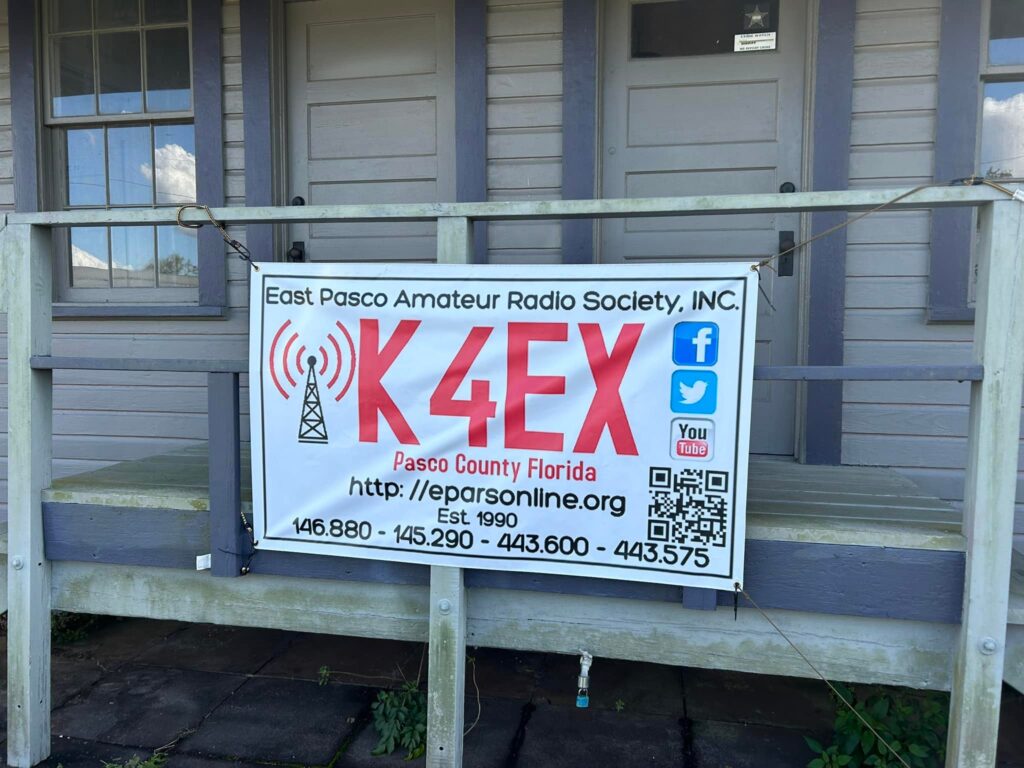 East Pasco Amateur Radio Society, INC.
K4EX
f
You
Tube
Pasco County Florida
http: //eparsonline.org
Est. 1990
146.880 - 145.290 - 443.600 - 443.575